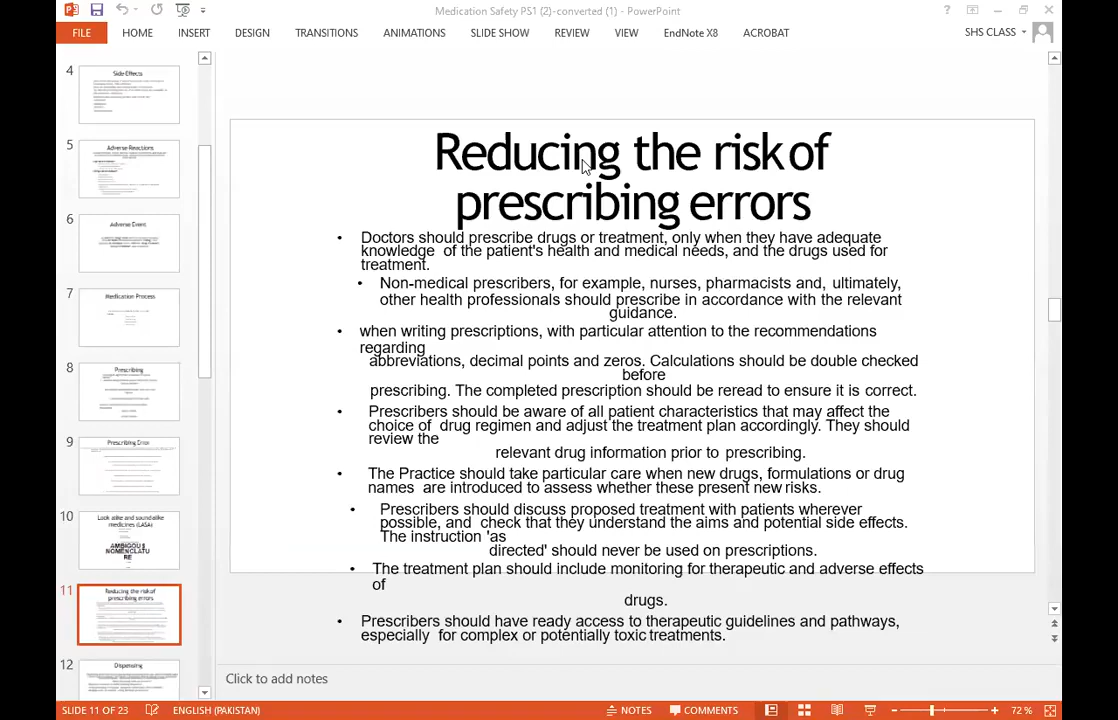 Medication Safety PS1 (2)-converted (1) - PowerPoint
FILE HOME INSERT DESIGN TRANSITIONS ANIMATIONS SLIDE SHOW REVIEW VIEW EndNote X8 ACROBAT SHS CLASS
4
Side Effects
5
Adverse Reactions
6
Adverse Event
7
Medication Process
8
Prescribing
9
Prescribing Error
10
Look alike and sound alike
medicines (LASA)
AMBIGOUS
NOMENCLATU
RE
11
Reducing the risk of
prescribing errors
12
Dispensing
Reducing the risk of
prescribing errors
• Doctors should prescribe drugs or treatment, only when they have adequate
knowledge of the patient's health and medical needs, and the drugs used for
treatment.
• Non-medical prescribers, for example, nurses, pharmacists and, ultimately,
other health professionals should prescribe in accordance with the relevant
guidance.
• when writing prescriptions, with particular attention to the recommendations
regarding
abbreviations, decimal points and zeros. Calculations should be double checked
before
prescribing. The completed prescription should be reread to ensure it is correct.
• Prescribers should be aware of all patient characteristics that may affect the
choice of drug regimen and adjust the treatment plan accordingly. They should
review the
relevant drug information prior to prescribing.
• The Practice should take particular care when new drugs, formulations or drug
names are introduced to assess whether these present new risks.
• Prescribers should discuss proposed treatment with patients wherever
possible, and check that they understand the aims and potential side effects.
The instruction 'as
directed' should never be used on prescriptions.
• The treatment plan should include monitoring for therapeutic and adverse effects
of
drugs.
• Prescribers should have ready access to therapeutic guidelines and pathways,
especially for complex or potentially toxic treatments.
Click to add notes
SLIDE 11 OF 23 ENGLISH (PAKISTAN) NOTES COMMENTS 72 %